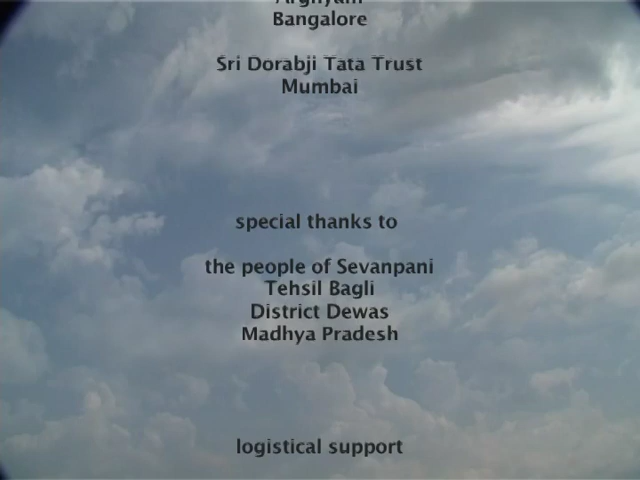 Arghyam
Bangalore
Sri Dorabji Tata Trust
Mumbai
special thanks to
the people of Sevanpani
Tehsil Bagli
District Dewas
Madhya Pradesh
logistical support